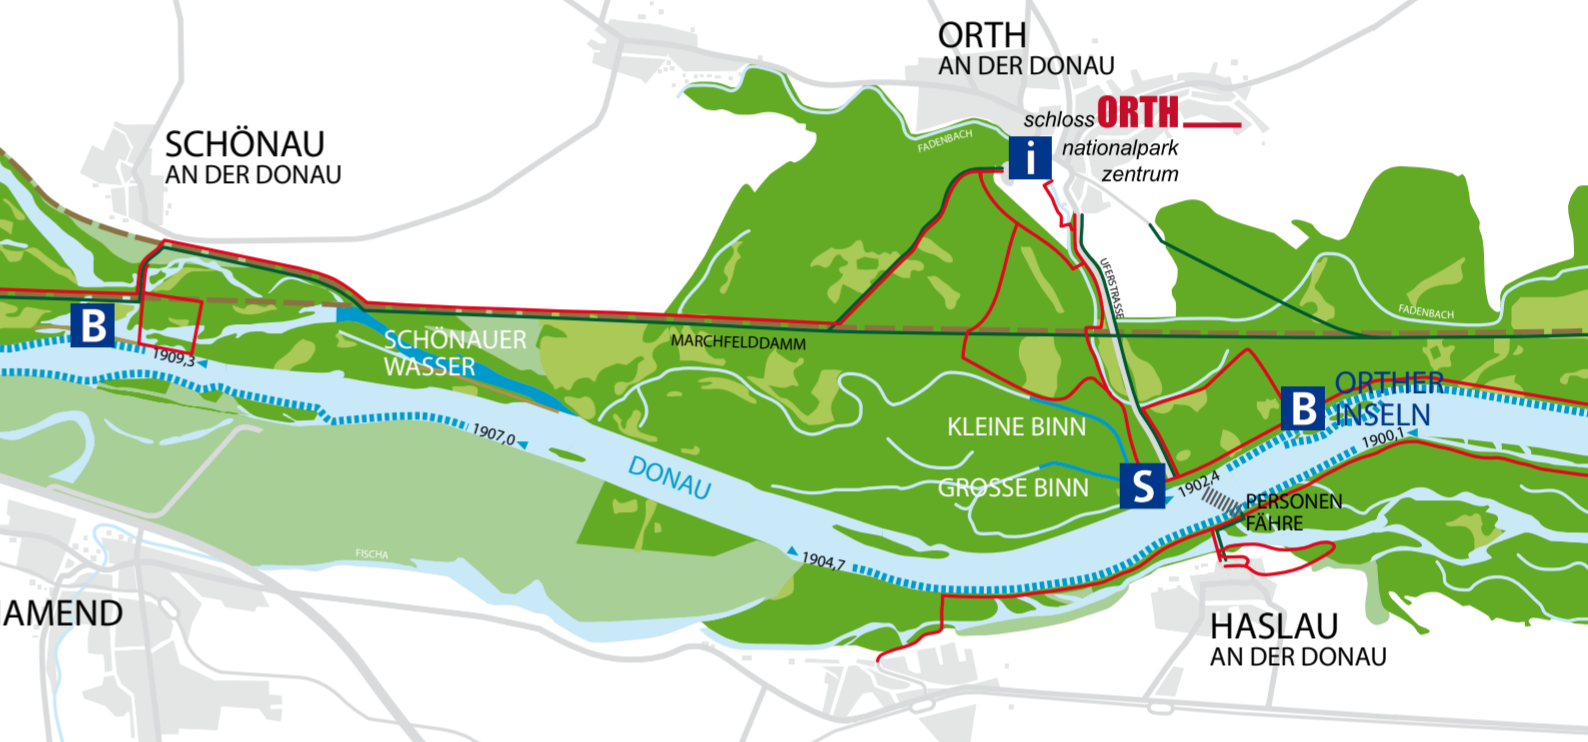 ORTH
AN DER DONAU
schloss ORTH
nationalpark
zentrum
i
FADENBACH
SCHÖNAU
AN DER DONAU
UFERSTRASSE
FADENBACH
B
1909,3
SCHÖNAUER
WASSER
MARCHFELDDAMM
B
ORTHER
INSELN
1900,1
KLEINE BINN
1907,0
DONAU
GROSSE BINN
S
1902,4
PERSONEN
FÄHRE
1904,7
FISCHA
AMEND
HASLAU
AN DER DONAU